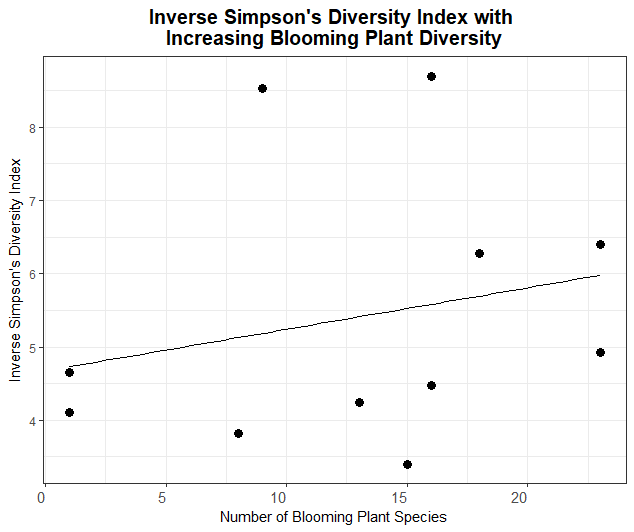 Inverse Simpson's Diversity Index with
Increasing Blooming Plant Diversity
Inverse Simpson's Diversity Index
8
7
6
5
4
0 5 10 15 20
Number of Blooming Plant Species